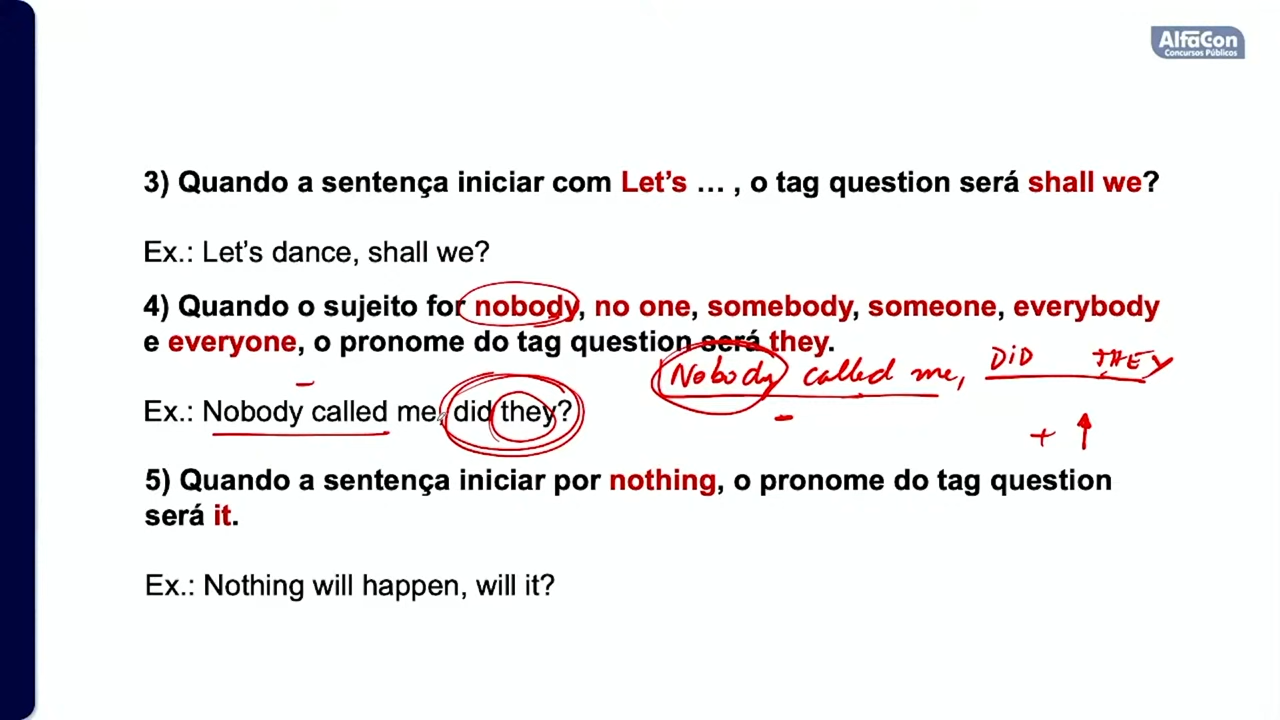 AlfaCon
Concursos Públicos
3) Quando a sentença iniciar com Let’s … , o tag question será shall we?
Ex.: Let’s dance, shall we?
4) Quando o sujeito for nobody, no one, somebody, someone, everybody
e everyone, o pronome do tag question será they.
Nobody called me, DiD THEY
Ex.: Nobody called me, did they?
+
5) Quando a sentença iniciar por nothing, o pronome do tag question
será it.
Ex.: Nothing will happen, will it?